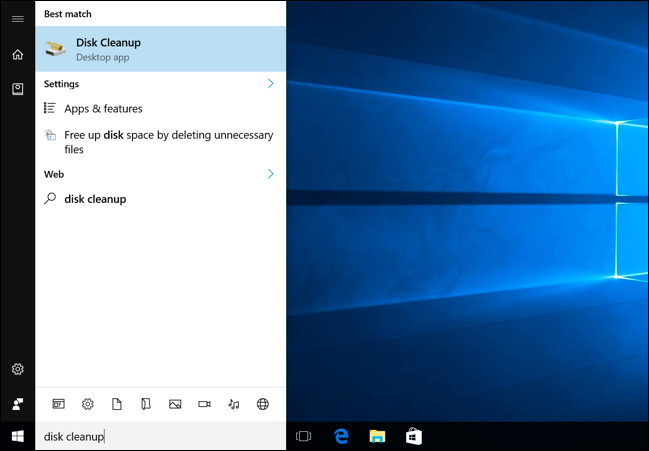 Best match
Disk Cleanup
Desktop app
Settings
Apps & features
Free up disk space by deleting unnecessary
files
Web
disk cleanup
disk cleanup